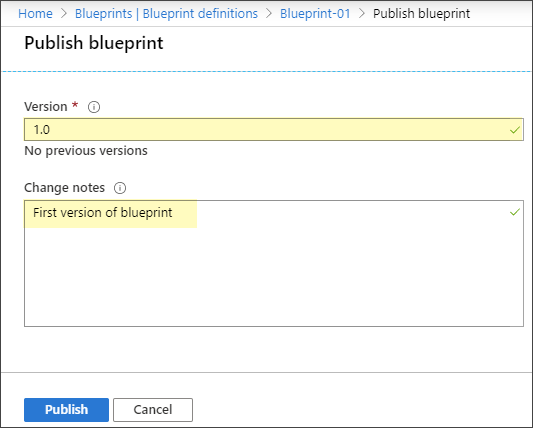 Home > Blueprints | Blueprint definitions > Blueprint-01 > Publish blueprint
Publish blueprint
Version *
1.0
No previous versions
Change notes
First version of blueprint
Publish Cancel